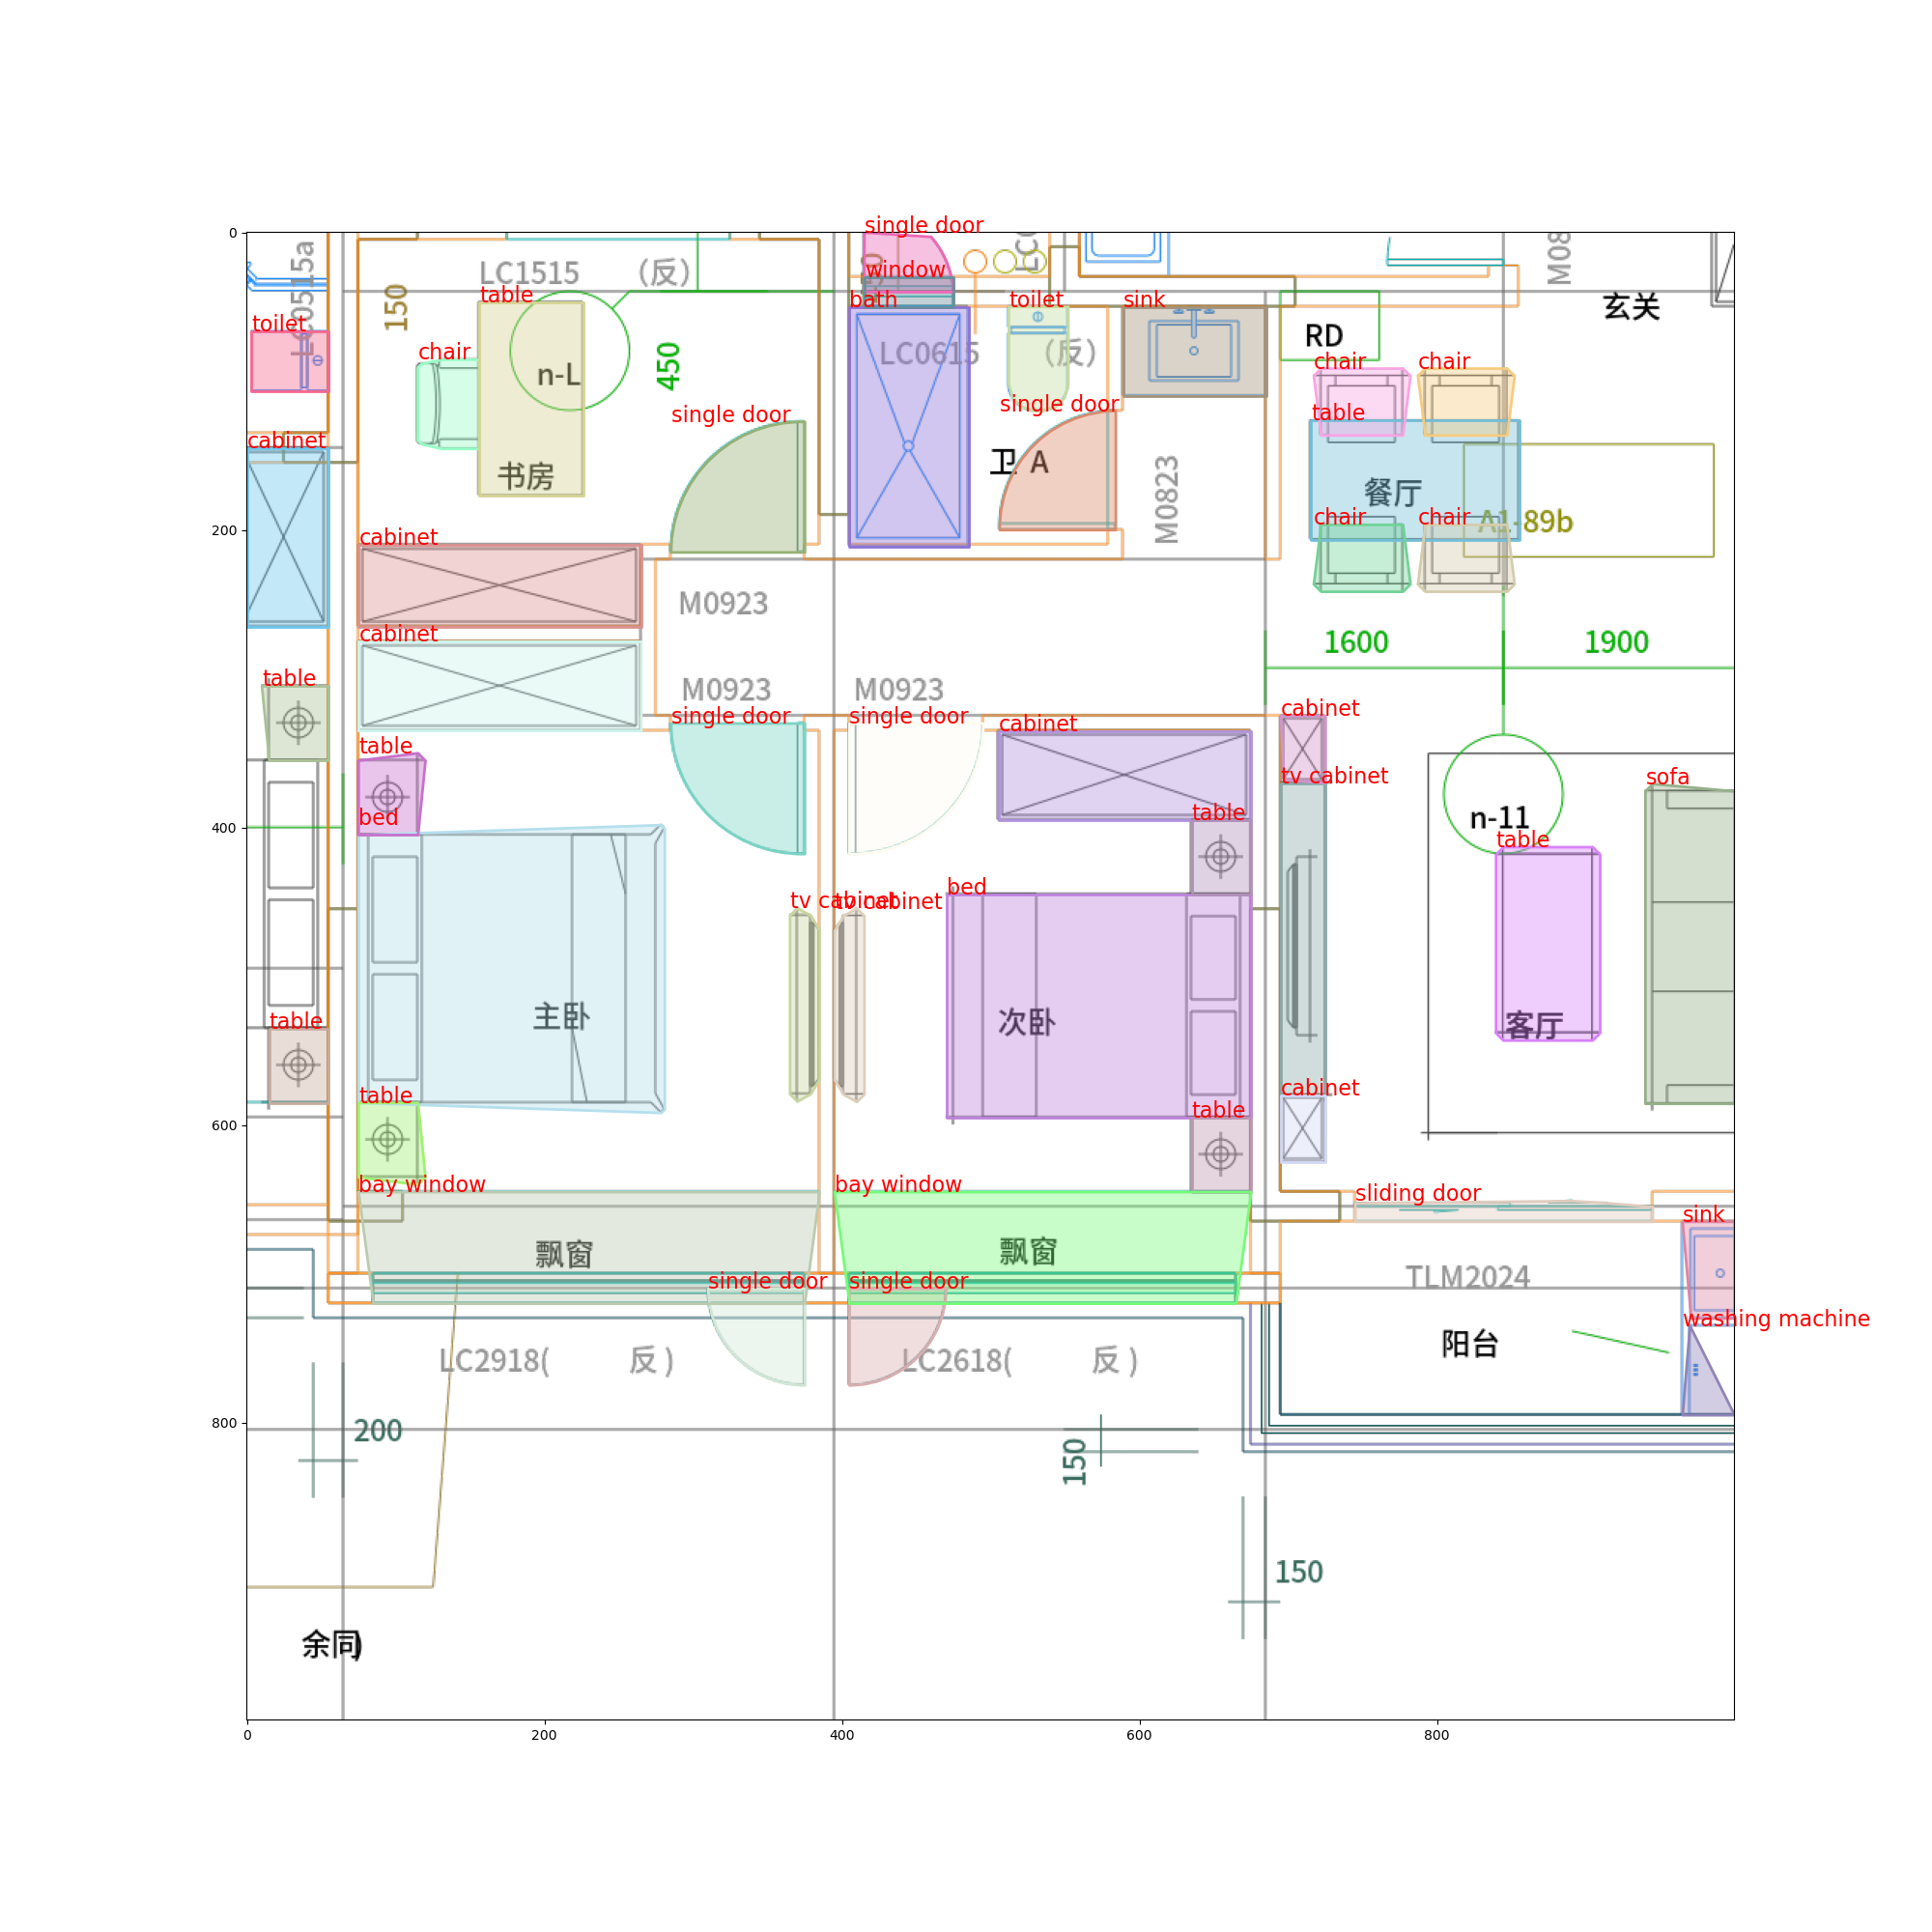 single door
0
LC0515a
LC1515 （反）
window
玄关
150
table
bath
toilet
sink
toilet
RD
LC0615 （反）
450
chair
chair
chair
n-L
single door
single door
table
cabinet
卫 A
书房
M0823
餐厅
chair
chair
A1-89b
cabinet
M0923
cabinet
1600
1900
table
M0923
M0923
single door
single door
cabinet
cabinet
table
tv cabinet
sofa
bed
table
n-11
table
400
200
bed
tv cabinet
tv cabinet
主卧
次卧
客厅
table
table
cabinet
table
600
bay window
bay window
sliding door
sink
飘窗
飘窗
single door
single door
TLM2024
washing machine
阳台
LC2918( 反 )
LC2618( 反 )
800
200
150
150
余同)
0
200
400
600
800
M08